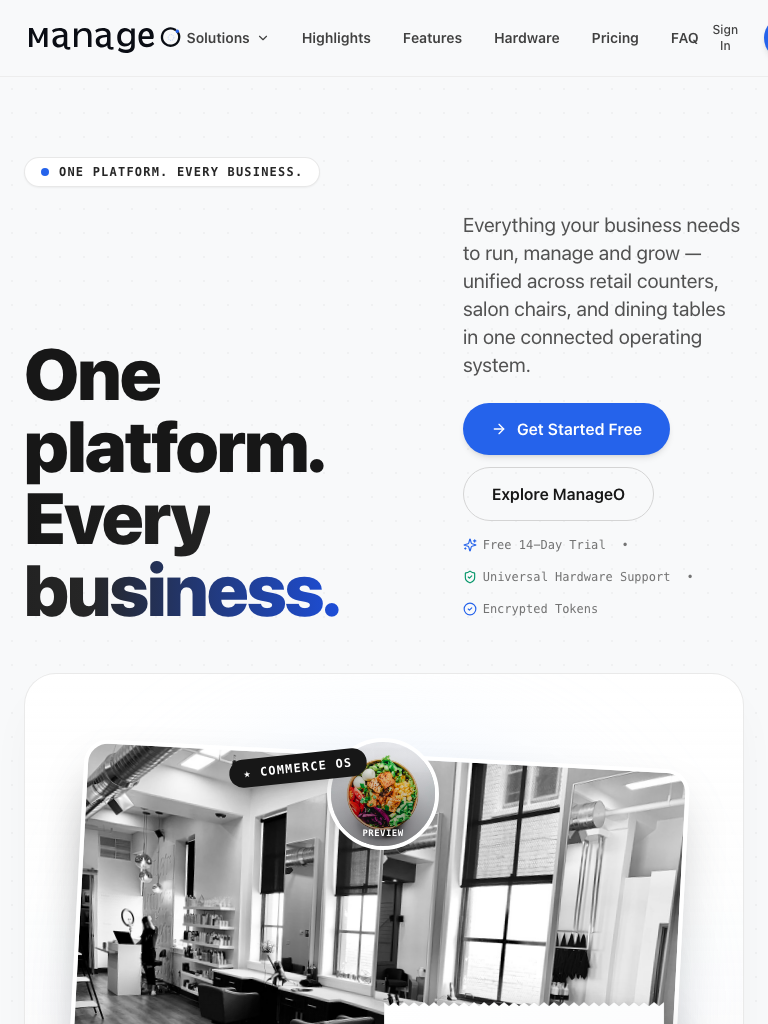 ManageO
Solutions
Highlights
Features
Hardware
Pricing
FAQ
Sign In
ONE PLATFORM. EVERY BUSINESS.
One
platform.
Every
business.
Everything your business needs
to run, manage and grow —
unified across retail counters,
salon chairs, and dining tables
in one connected operating
system.
Get Started Free
Explore ManageO
Free 14–Day Trial •
Universal Hardware Support •
Encrypted Tokens
★ COMMERCE OS
PREVIEW